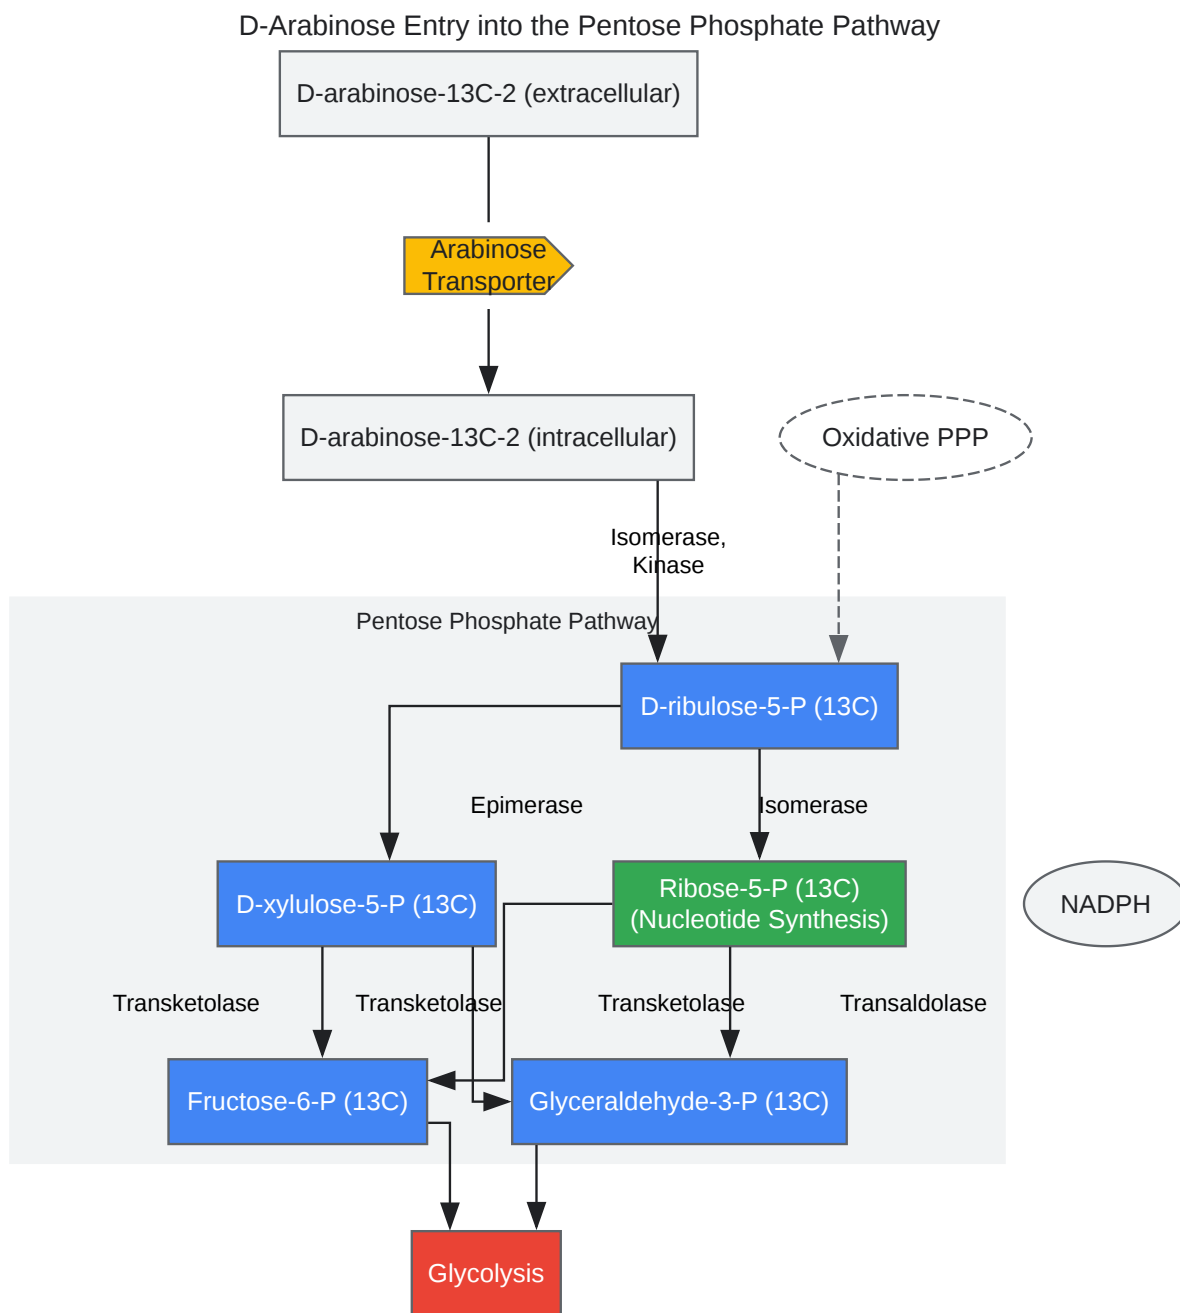 D-Arabinose Entry into the Pentose Phosphate Pathway
D-arabinose-13C-2 (extracellular)
Arabinose
Transporter
D-arabinose-13C-2 (intracellular)
Oxidative PPP
Isomerase,
Kinase
Pentose Phosphate Pathway
D-ribulose-5-P (13C)
Epimerase
Isomerase
D-xylulose-5-P (13C)
Ribose-5-P (13C)
(Nucleotide Synthesis)
NADPH
Transketolase
Transketolase
Transketolase
Transaldolase
Fructose-6-P (13C)
Glyceraldehyde-3-P (13C)
Glycolysis